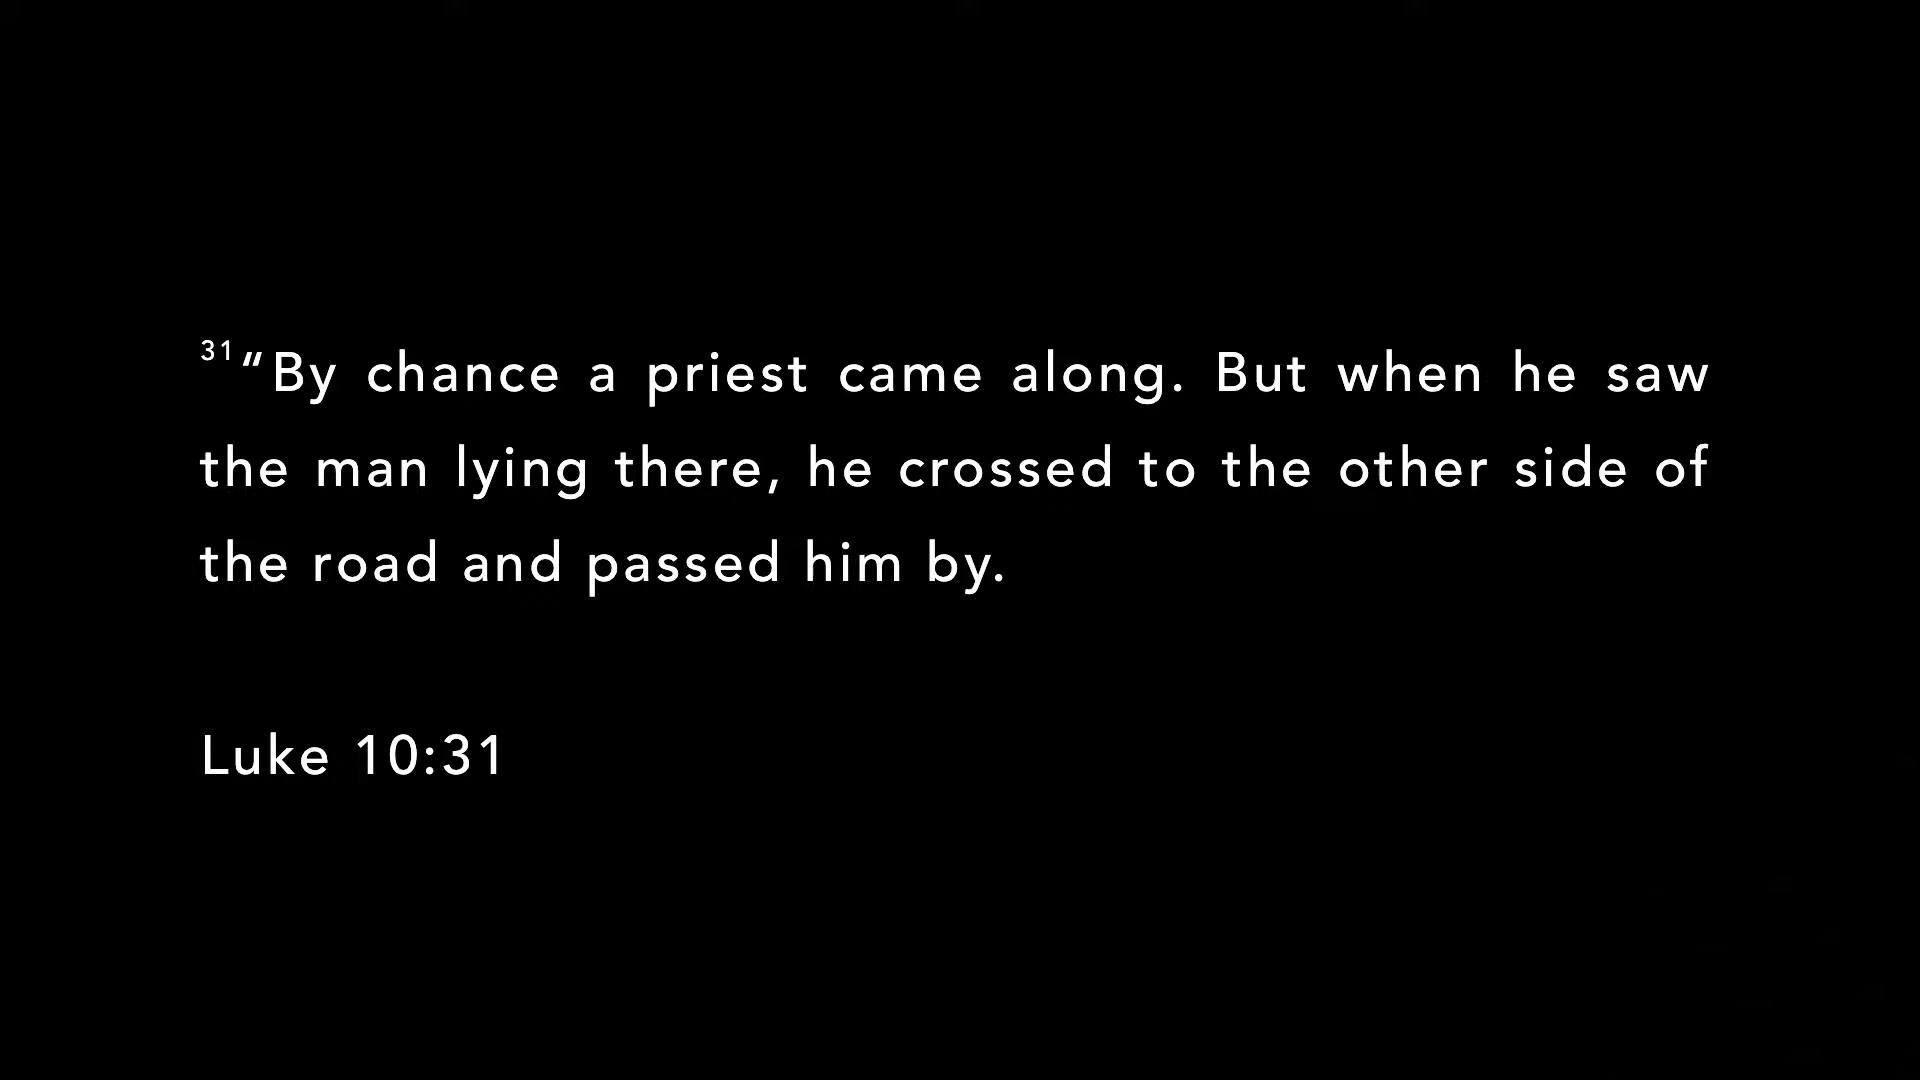 31“By chance a priest came along. But when he saw
the man lying there, he crossed to the other side of
the road and passed him by.
Luke 10:31